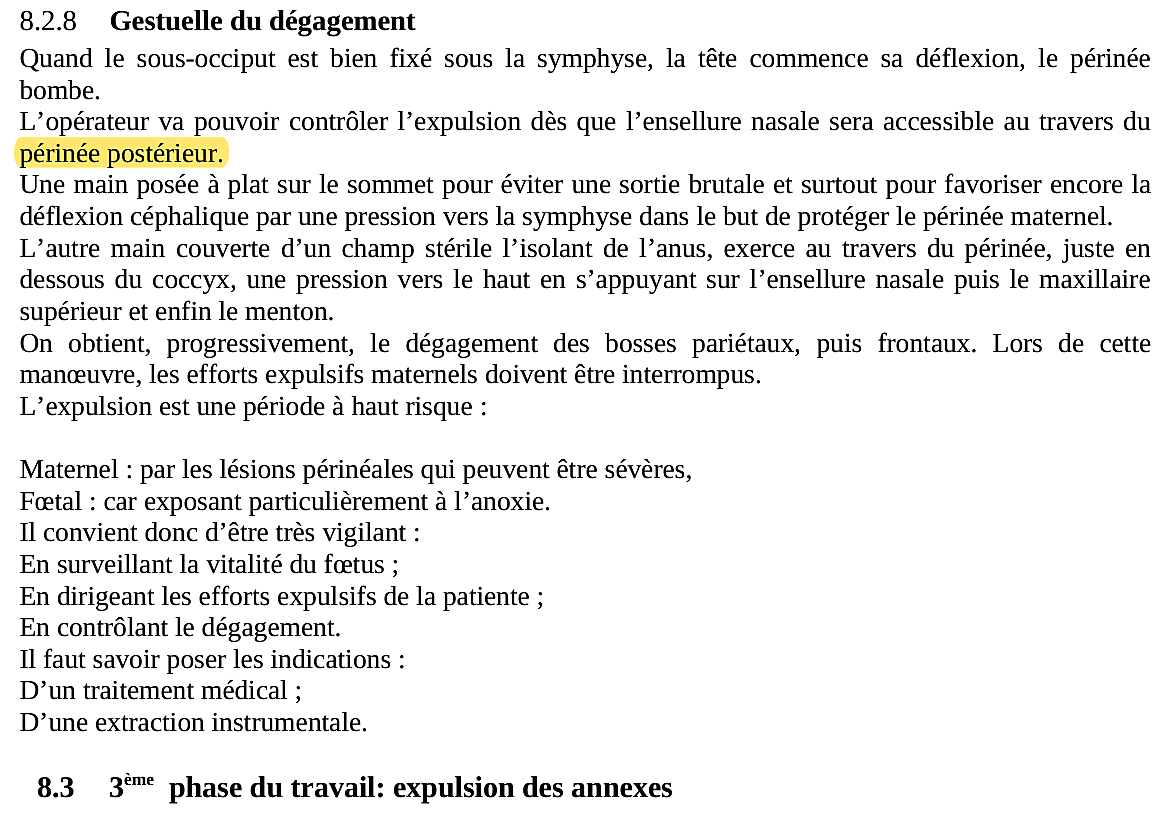 8.2.8 Gestuelle du dégagement
Quand le sous-occiput est bien fixé sous la symphyse, la tête commence sa déflexion, le périnée
bombe.
L’opérateur va pouvoir contrôler l’expulsion dès que l’ensellure nasale sera accessible au travers du
périnée postérieur.
Une main posée à plat sur le sommet pour éviter une sortie brutale et surtout pour favoriser encore la
déflexion céphalique par une pression vers la symphyse dans le but de protéger le périnée maternel.
L’autre main couverte d’un champ stérile l’isolant de l’anus, exerce au travers du périnée, juste en
dessous du coccyx, une pression vers le haut en s’appuyant sur l’ensellure nasale puis le maxillaire
supérieur et enfin le menton.
On obtient, progressivement, le dégagement des bosses pariétaux, puis frontaux. Lors de cette
manœuvre, les efforts expulsifs maternels doivent être interrompus.
L’expulsion est une période à haut risque :
Maternel : par les lésions périnéales qui peuvent être sévères,
Fœtal : car exposant particulièrement à l’anoxie.
Il convient donc d’être très vigilant :
En surveillant la vitalité du fœtus ;
En dirigeant les efforts expulsifs de la patiente ;
En contrôlant le dégagement.
Il faut savoir poser les indications :
D’un traitement médical ;
D’une extraction instrumentale.
8.3 3ème phase du travail: expulsion des annexes